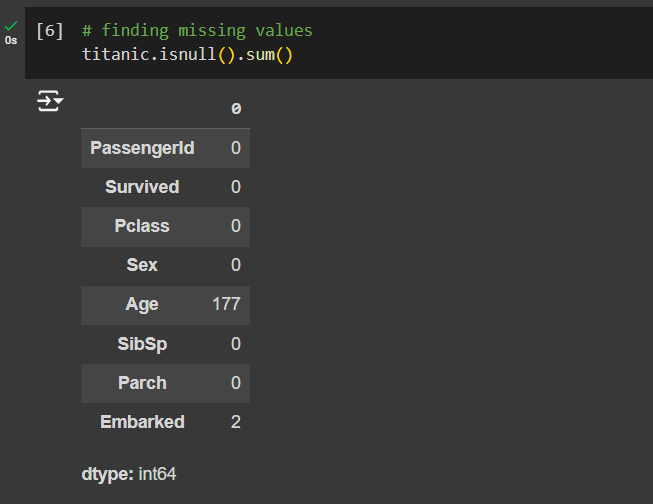 [6] # finding missing values
0s titanic.isnull().sum()
0
PassengerId 0
Survived 0
Pclass 0
Sex 0
Age 177
SibSp 0
Parch 0
Embarked 2
dtype: int64